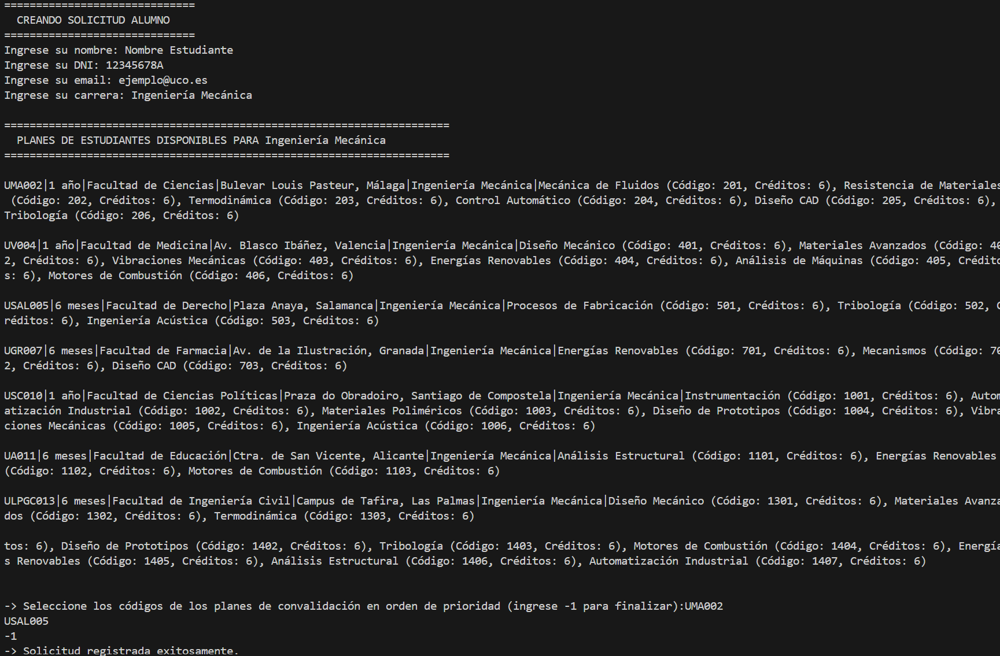 ==============================
  CREANDO SOLICITUD ALUMNO
==============================
Ingrese su nombre: Nombre Estudiante
Ingrese su DNI: 12345678A
Ingrese su email: ejemplo@uco.es
Ingrese su carrera: Ingeniería Mecánica
======================================================================
  PLANES DE ESTUDIANTES DISPONIBLES PARA Ingeniería Mecánica
======================================================================
UMA002|1 año|Facultad de Ciencias|Bulevar Louis Pasteur, Málaga|Ingeniería Mecánica|Mecánica de Fluidos (Código: 201, Créditos: 6), Resistencia de Materiales
 (Código: 202, Créditos: 6), Termodinámica (Código: 203, Créditos: 6), Control Automático (Código: 204, Créditos: 6), Diseño CAD (Código: 205, Créditos: 6),
Tribología (Código: 206, Créditos: 6)
UV004|1 año|Facultad de Medicina|Av. Blasco Ibáñez, Valencia|Ingeniería Mecánica|Diseño Mecánico (Código: 401, Créditos: 6), Materiales Avanzados (Código: 40
2, Créditos: 6), Vibraciones Mecánicas (Código: 403, Créditos: 6), Energías Renovables (Código: 404, Créditos: 6), Análisis de Máquinas (Código: 405, Crédito
s: 6), Motores de Combustión (Código: 406, Créditos: 6)
USAL005|6 meses|Facultad de Derecho|Plaza Anaya, Salamanca|Ingeniería Mecánica|Procesos de Fabricación (Código: 501, Créditos: 6), Tribología (Código: 502, C
réditos: 6), Ingeniería Acústica (Código: 503, Créditos: 6)
UGR007|6 meses|Facultad de Farmacia|Av. de la Ilustración, Granada|Ingeniería Mecánica|Energías Renovables (Código: 701, Créditos: 6), Mecanismos (Código: 70
2, Créditos: 6), Diseño CAD (Código: 703, Créditos: 6)
USC010|1 año|Facultad de Ciencias Políticas|Praza do Obradoiro, Santiago de Compostela|Ingeniería Mecánica|Instrumentación (Código: 1001, Créditos: 6), Autom
atización Industrial (Código: 1002, Créditos: 6), Materiales Poliméricos (Código: 1003, Créditos: 6), Diseño de Prototipos (Código: 1004, Créditos: 6), Vibra
ciones Mecánicas (Código: 1005, Créditos: 6), Ingeniería Acústica (Código: 1006, Créditos: 6)
UA011|6 meses|Facultad de Educación|Ctra. de San Vicente, Alicante|Ingeniería Mecánica|Análisis Estructural (Código: 1101, Créditos: 6), Energías Renovables
(Código: 1102, Créditos: 6), Motores de Combustión (Código: 1103, Créditos: 6)
ULPGC013|6 meses|Facultad de Ingeniería Civil|Campus de Tafira, Las Palmas|Ingeniería Mecánica|Diseño Mecánico (Código: 1301, Créditos: 6), Materiales Avanza
dos (Código: 1302, Créditos: 6), Termodinámica (Código: 1303, Créditos: 6)
tos: 6), Diseño de Prototipos (Código: 1402, Créditos: 6), Tribología (Código: 1403, Créditos: 6), Motores de Combustión (Código: 1404, Créditos: 6), Energía
s Renovables (Código: 1405, Créditos: 6), Análisis Estructural (Código: 1406, Créditos: 6), Automatización Industrial (Código: 1407, Créditos: 6)
-> Seleccione los códigos de los planes de convalidación en orden de prioridad (ingrese -1 para finalizar):UMA002
USAL005
-1
-> Solicitud registrada exitosamente.